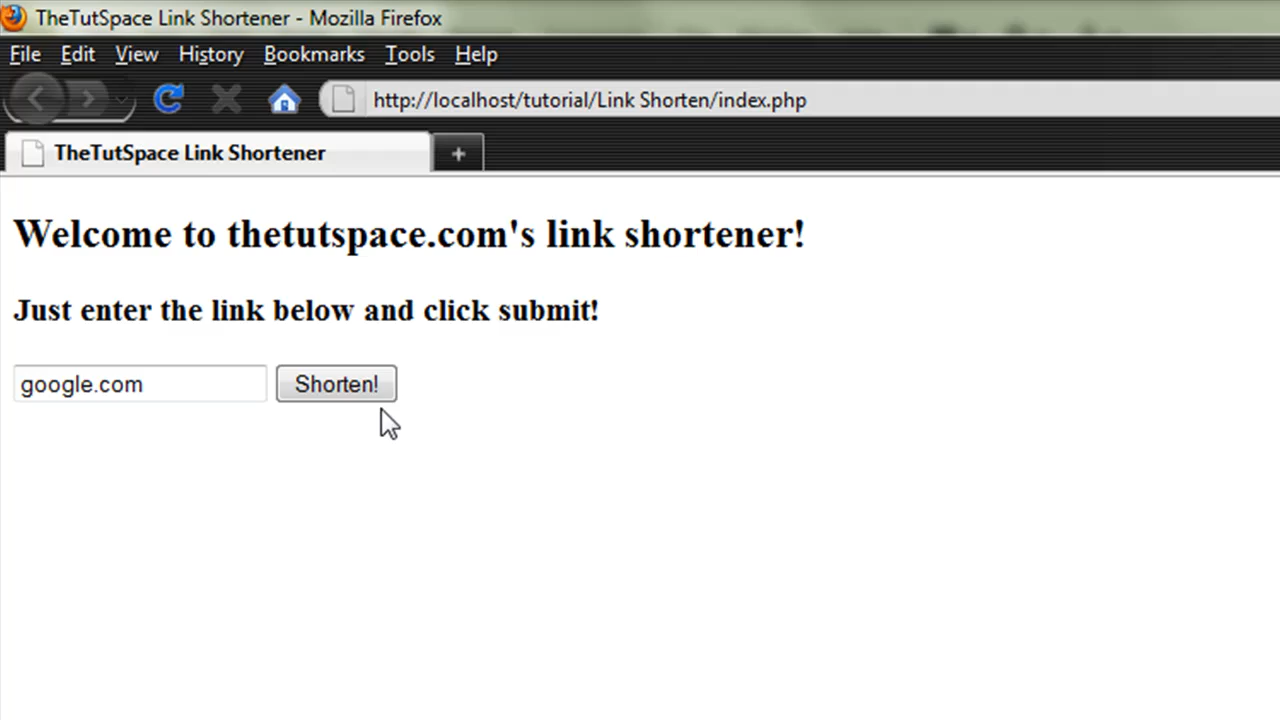 TheTutSpace Link Shortener - Mozilla Firefox
File Edit View History Bookmarks Tools Help
http://localhost/tutorial/Link Shorten/index.php
TheTutSpace Link Shortener +
Welcome to thetutspace.com's link shortener!
Just enter the link below and click submit!
google.com Shorten!